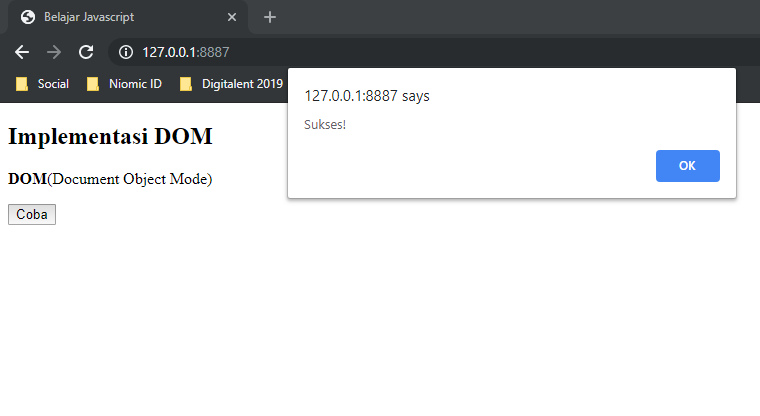 Belajar Javascript
127.0.0.1:8887
Social Niomic ID Digitalent 2019
127.0.0.1:8887 says
Sukses!
OK
Implementasi DOM
DOM(Document Object Mode)
Coba